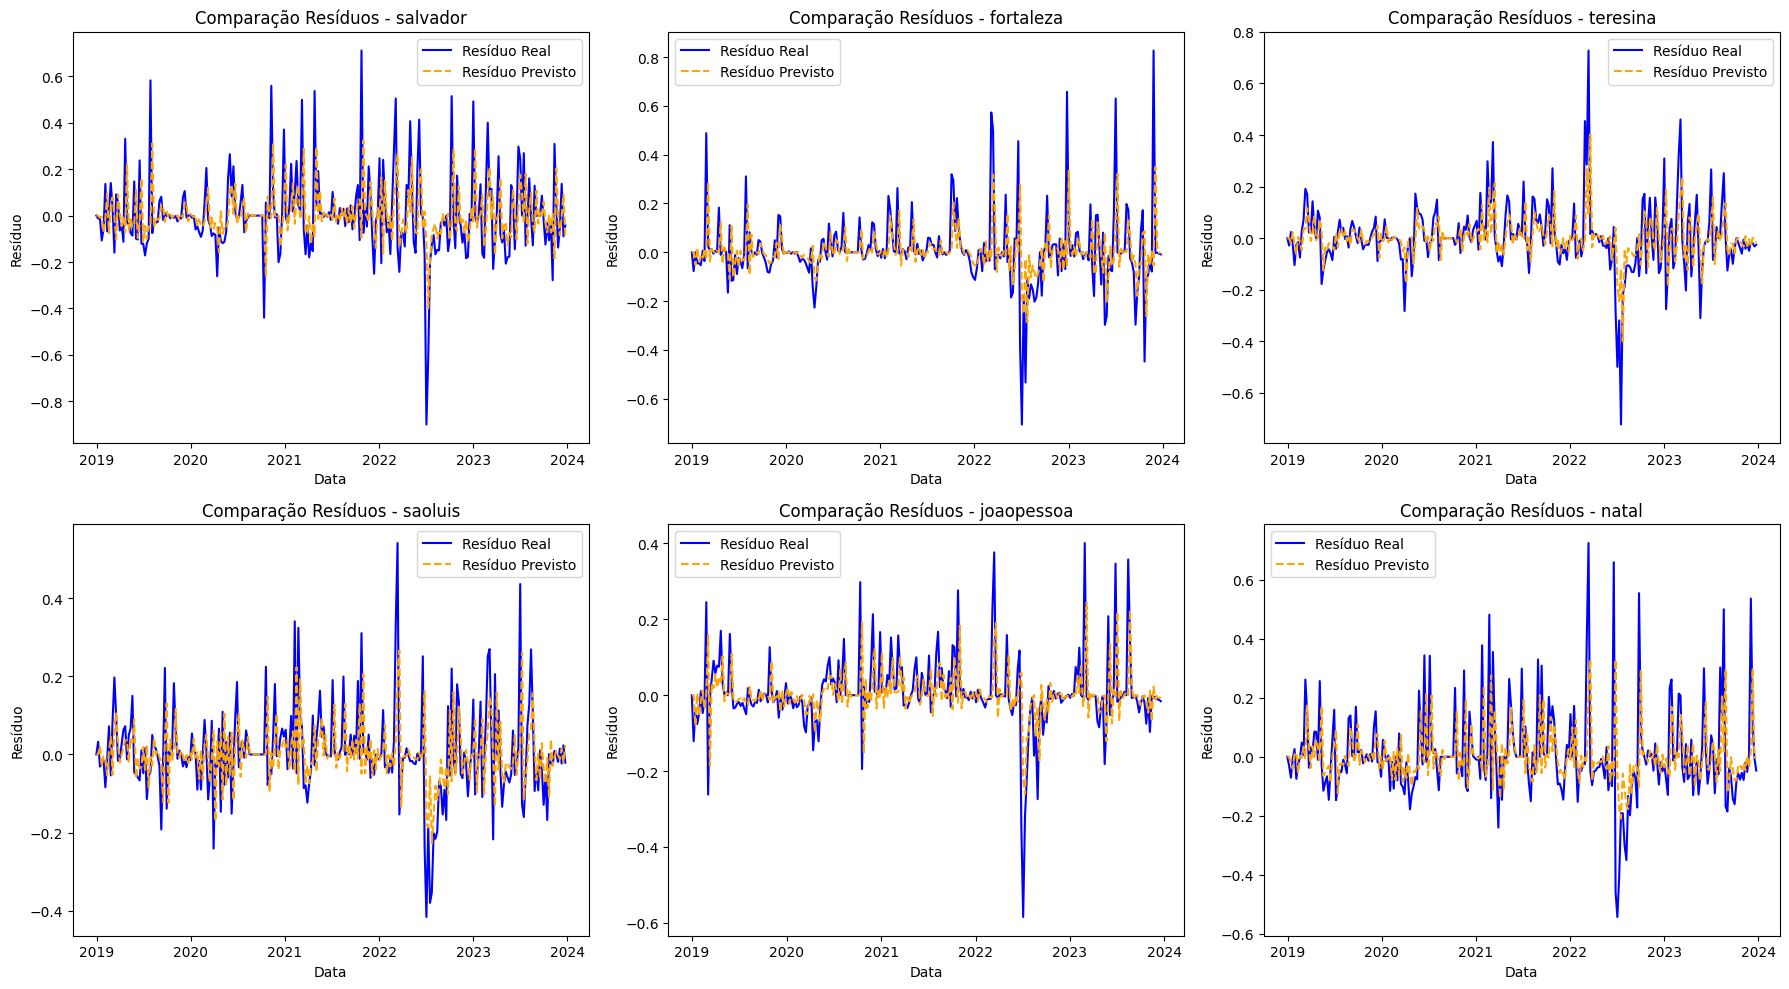 Comparação Resíduos - salvador
Resíduo Real
Resíduo Previsto
0.6
0.4
0.2
0.0
−0.2
−0.4
−0.6
−0.8
Resíduo
2019 2020 2021 2022 2023 2024
Data
Comparação Resíduos - fortaleza
Resíduo Real
Resíduo Previsto
0.8
0.6
0.4
0.2
0.0
−0.2
−0.4
−0.6
Resíduo
2019 2020 2021 2022 2023 2024
Data
Comparação Resíduos - teresina
Resíduo Real
Resíduo Previsto
0.8
0.6
0.4
0.2
0.0
−0.2
−0.4
−0.6
Resíduo
2019 2020 2021 2022 2023 2024
Data
Comparação Resíduos - saoluis
Resíduo Real
Resíduo Previsto
0.4
0.2
0.0
−0.2
−0.4
Resíduo
2019 2020 2021 2022 2023 2024
Data
Comparação Resíduos - joaopessoa
Resíduo Real
Resíduo Previsto
0.4
0.2
0.0
−0.2
−0.4
−0.6
Resíduo
2019 2020 2021 2022 2023 2024
Data
Comparação Resíduos - natal
Resíduo Real
Resíduo Previsto
0.6
0.4
0.2
0.0
−0.2
−0.4
−0.6
Resíduo
2019 2020 2021 2022 2023 2024
Data